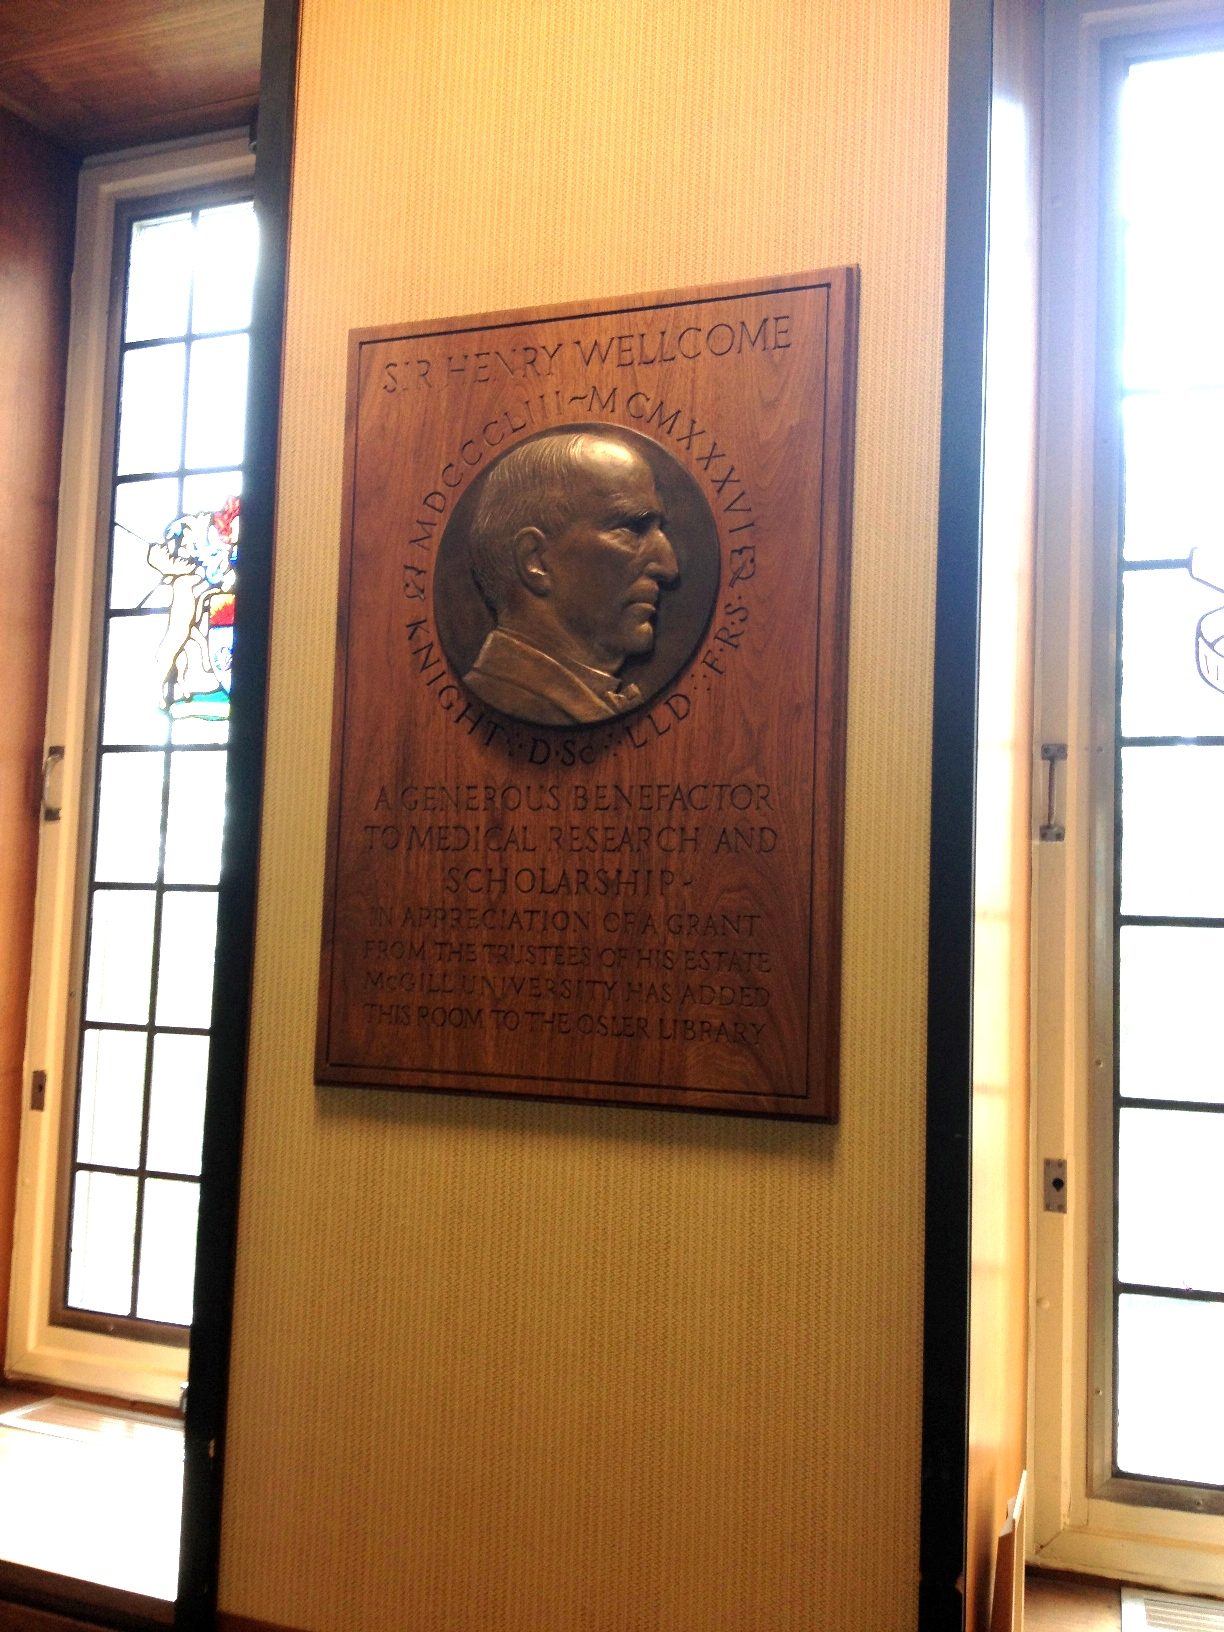 SIR HENRY WELLCOME
MDCCCLIII ~ MCMXXXVI
KNIGHT : D·Sc : LLD : F·R·S·
A GENEROUS BENEFACTOR
TO MEDICAL RESEARCH AND
SCHOLARSHIP-
IN APPRECIATION OF A GRANT
FROM THE TRUSTEES OF HIS ESTATE
McGILL UNIVERSITY HAS ADDED
THIS ROOM TO THE OSLER LIBRARY